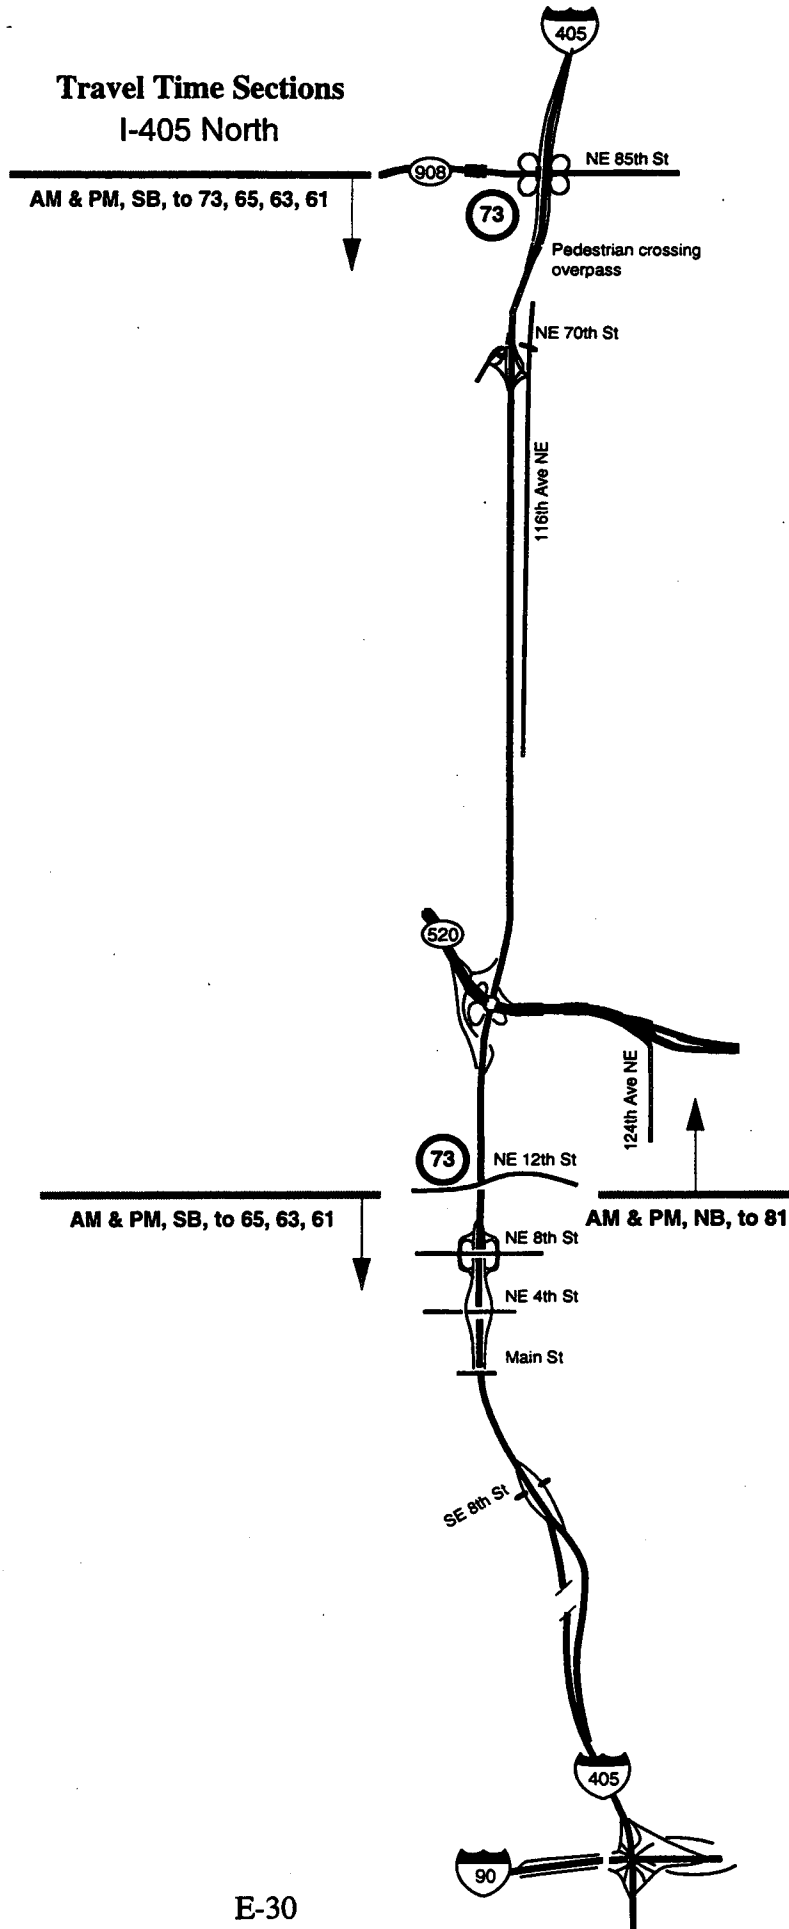 405
Travel Time Sections
I-405 North
NE 85th St
908
AM & PM, SB, to 73, 65, 63, 61
73
Pedestrian crossing
overpass
NE 70th St
116th Ave NE
520
124th Ave NE
73
NE 12th St
AM & PM, SB, to 65, 63, 61
AM & PM, NB, to 81
NE 8th St
NE 4th St
Main St
SE 8th St
405
90
E-30